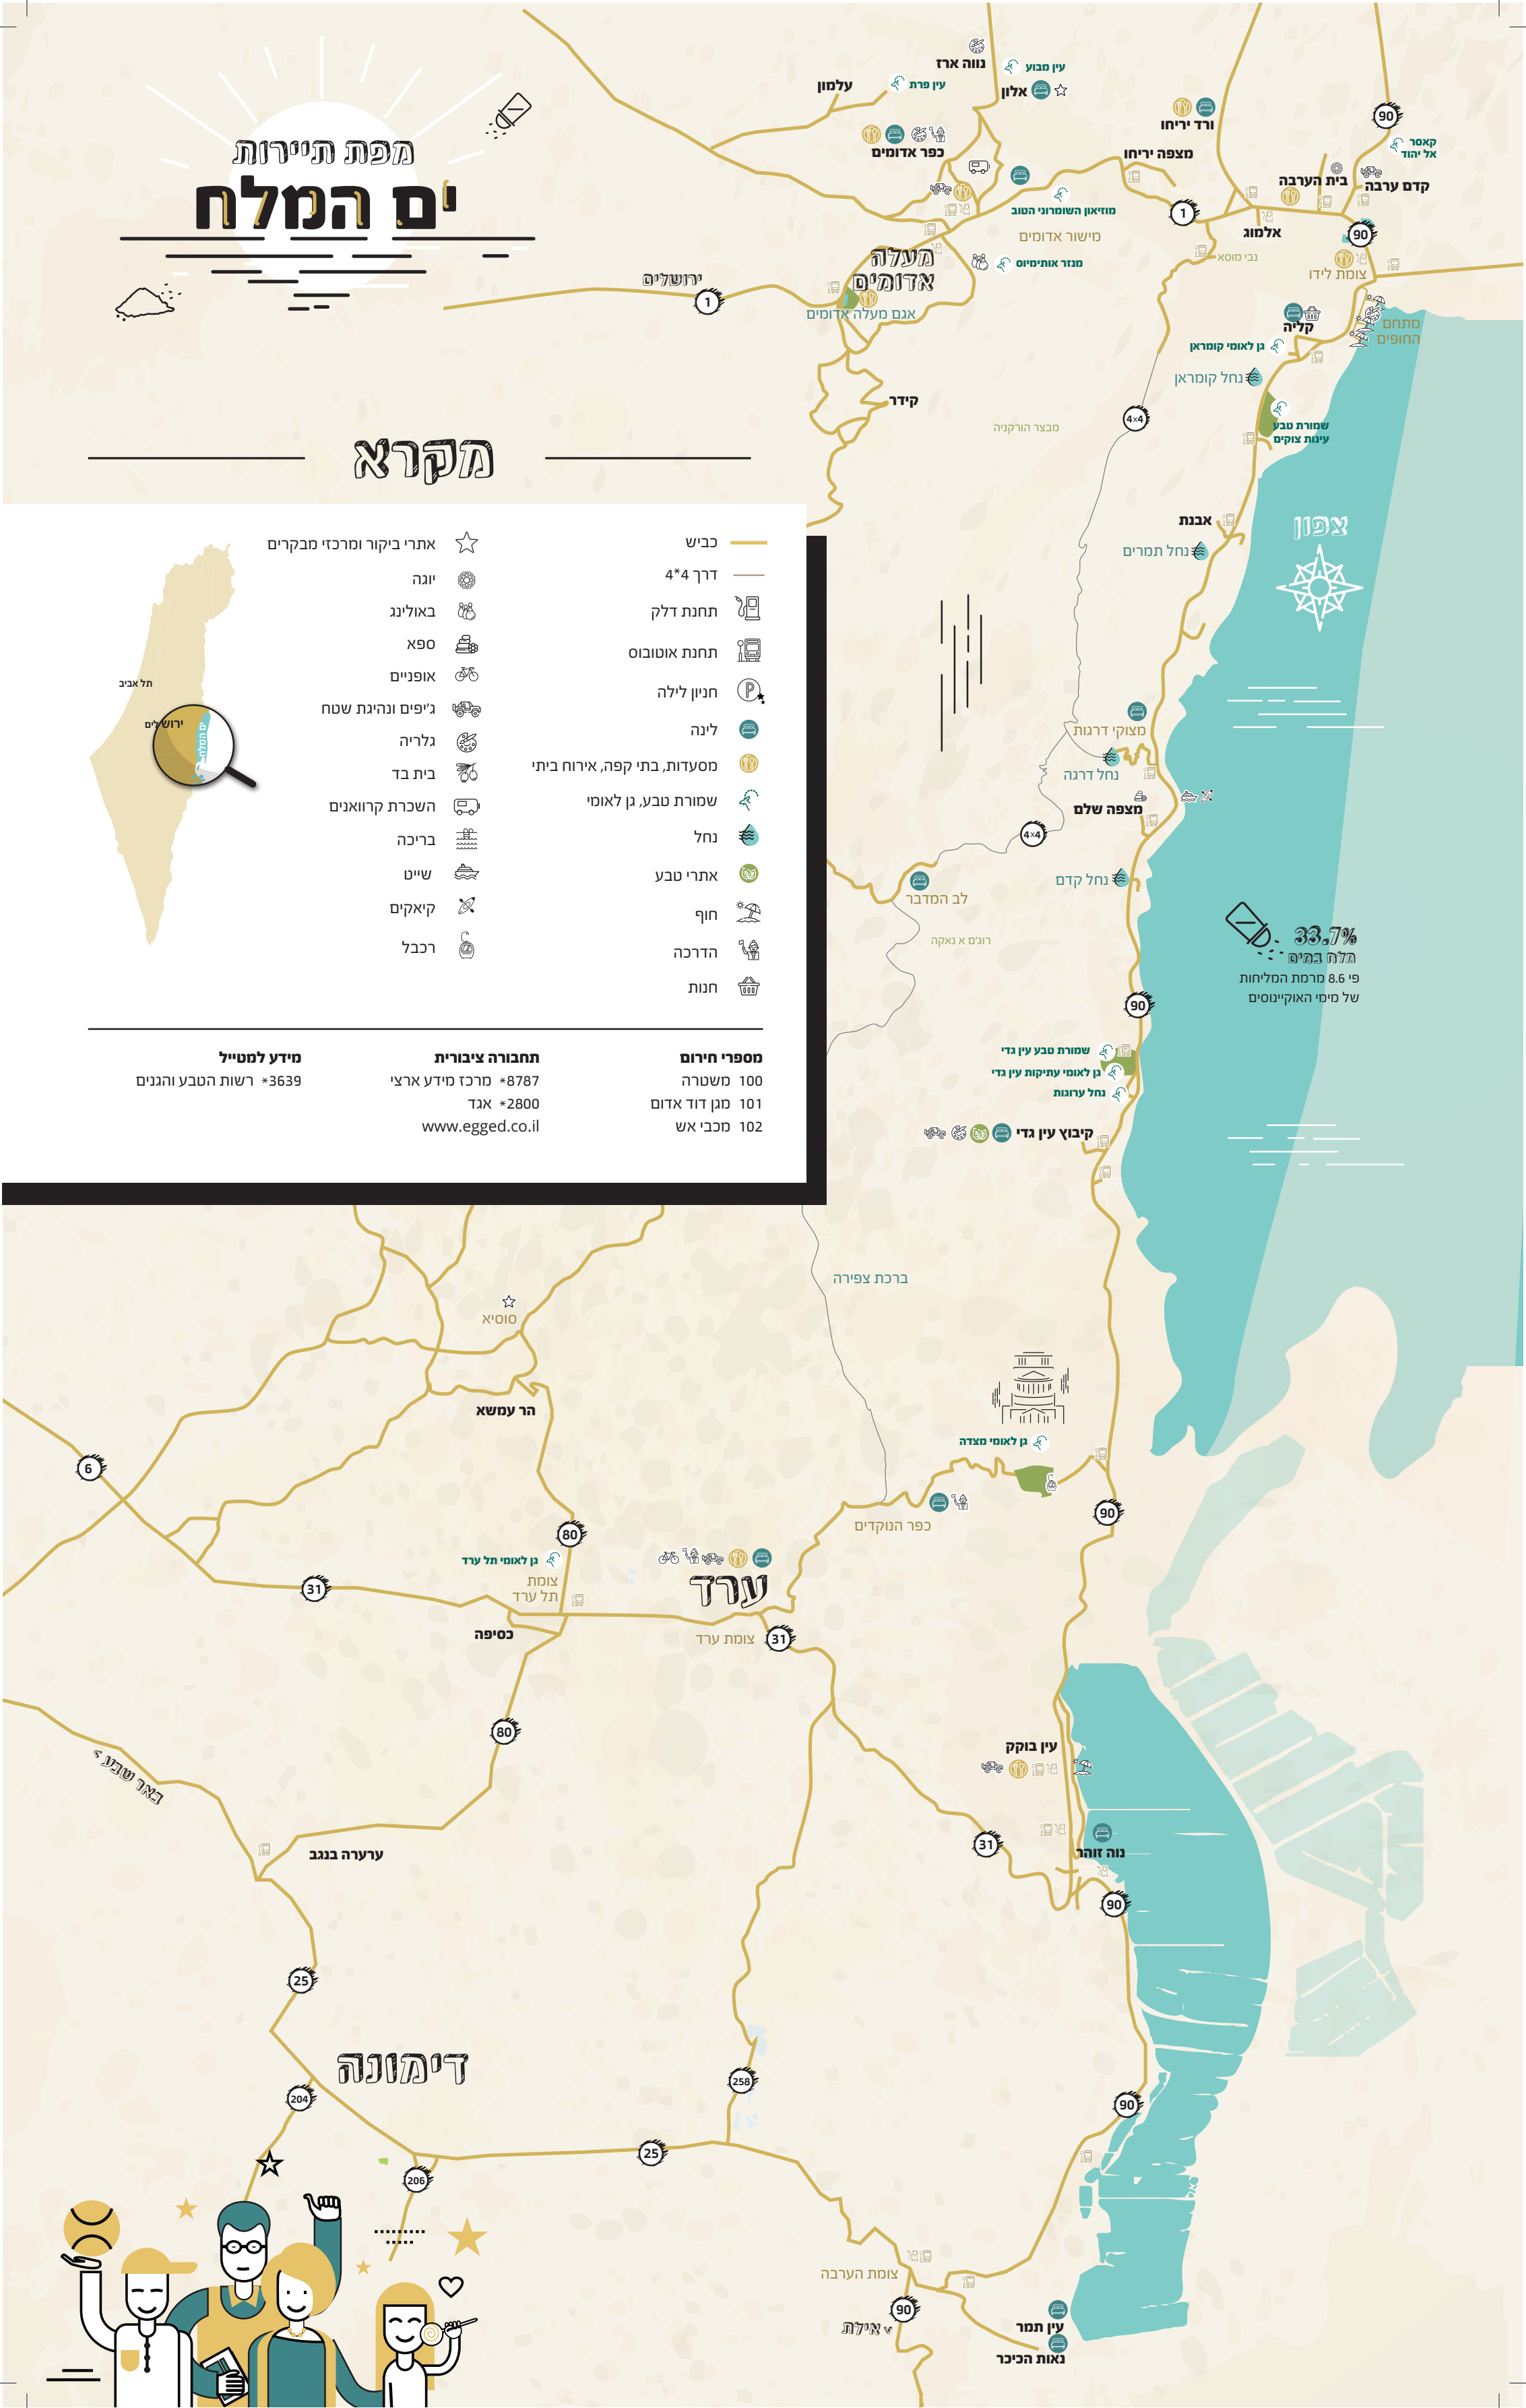 מפת תיירות
ים המלח
נווה ארז
עין מבוע
עלמון
עין פרת
אלון
ורד יריחו
90
קאסר
אל יהוד
כפר אדומים
מצפה יריחו
בית הערבה
קדם ערבה
מוזיאון השומרוני הטוב
1
מישור אדומים
אלמוג
90
מעלה
אדומים
מנזר אותימיוס
נבי מוסא
צומת לידו
ירושלים
1
אגם מעלה אדומים
קליה
מתחם
החופים
גן לאומי קומראן
נחל קומראן
קידר
4x4
מבצר הורקניה
שמורת טבע
עינות צוקים
מקרא
אבנת
צפון
נחל תמרים
כביש
דרך 4*4
תחנת דלק
תחנת אוטובוס
חניון לילה
לינה
מסעדות, בתי קפה, אירוח ביתי
שמורת טבע, גן לאומי
נחל
אתרי טבע
חוף
הדרכה
חנות
אתרי ביקור ומרכזי מבקרים
יוגה
באולינג
ספא
אופניים
ג'יפים ונהיגת שטח
גלריה
בית בד
השכרת קרוואנים
בריכה
שייט
קיאקים
רכבל
תל אביב
ירושלים
ים המלח
מספרי חירום
100 משטרה
101 מגן דוד אדום
102 מכבי אש
תחבורה ציבורית
8787* מרכז מידע ארצי
2800* אגד
www.egged.co.il
מידע למטייל
3639* רשות הטבע והגנים
מצוקי דרגות
נחל דרגה
מצפה שלם
4x4
נחל קדם
לב המדבר
רוג'ם א נאקה
33.7%
מלח במים
פי 8.6 מרמת המליחות
של מימי האוקיינוסים
90
שמורת טבע עין גדי
גן לאומי עתיקות עין גדי
נחל ערוגות
קיבוץ עין גדי
ברכת צפירה
סוסיא
הר עמשא
גן לאומי מצדה
6
כפר הנוקדים
90
80
גן לאומי תל ערד
צומת
תל ערד
31
ערד
כסיפה
צומת ערד
31
80
באר שבע >
עין בוקק
31
נוה זוהר
ערערה בנגב
90
25
דימונה
204
258
90
25
206
צומת הערבה
90
אילת
עין תמר
נאות הכיכר